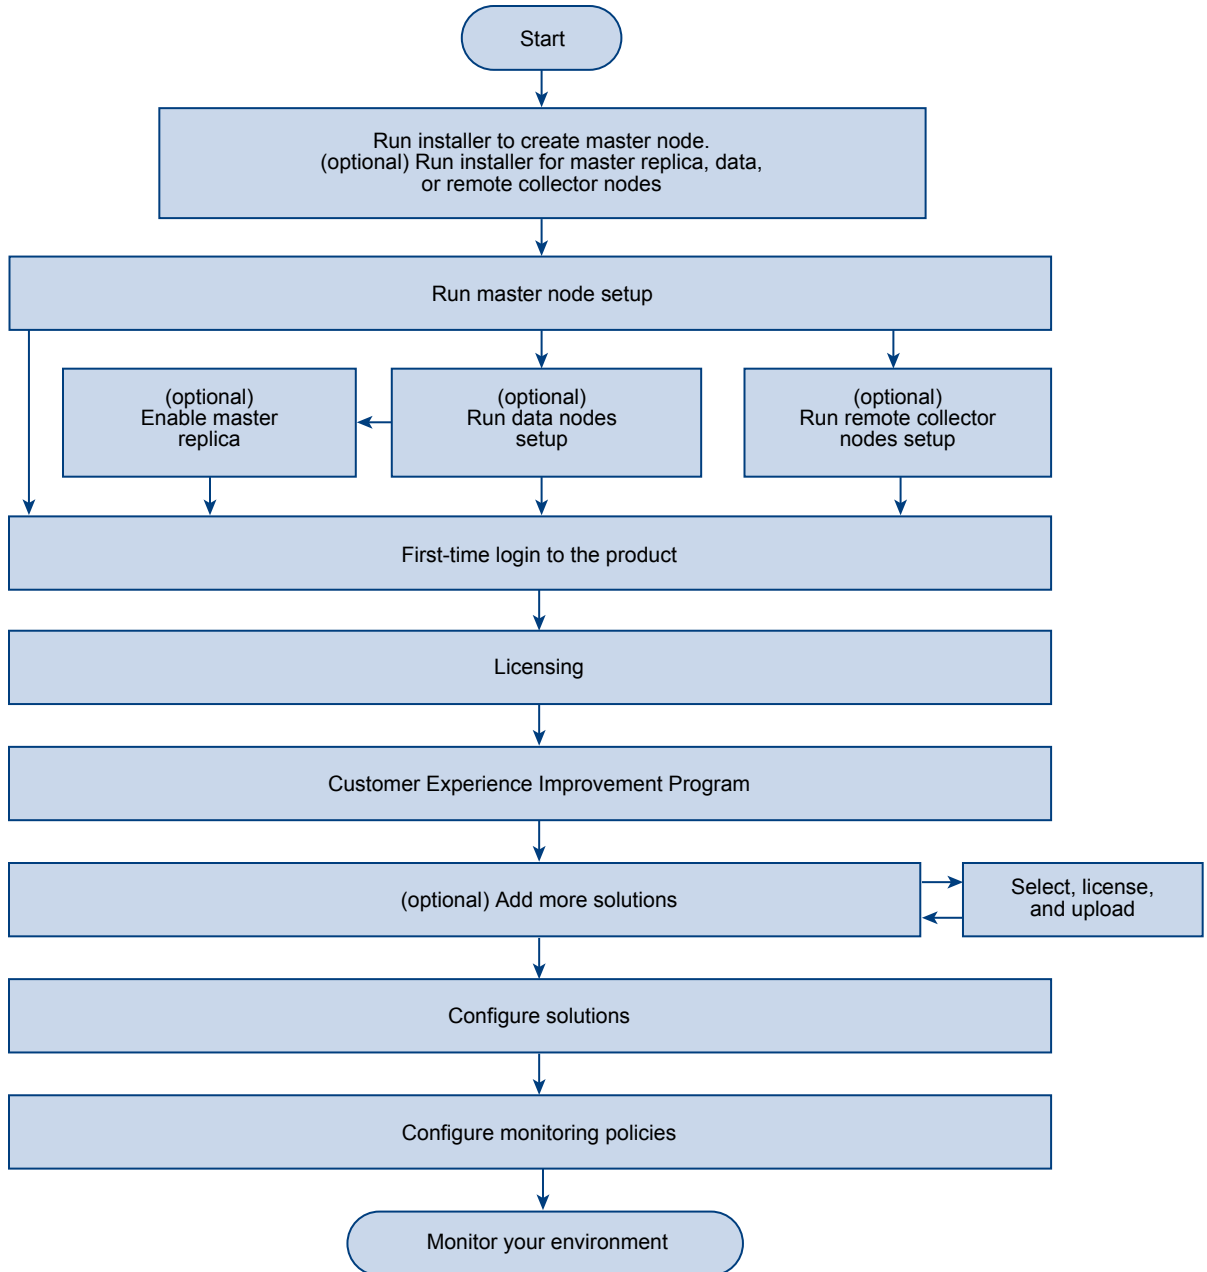 Start
Run installer to create master node.
(optional) Run installer for master replica, data,
or remote collector nodes
Run master node setup
(optional)
Enable master
replica
(optional)
Run data nodes
setup
(optional)
Run remote collector
nodes setup
First-time login to the product
Licensing
Customer Experience Improvement Program
(optional) Add more solutions
Select, license,
and upload
Configure solutions
Configure monitoring policies
Monitor your environment